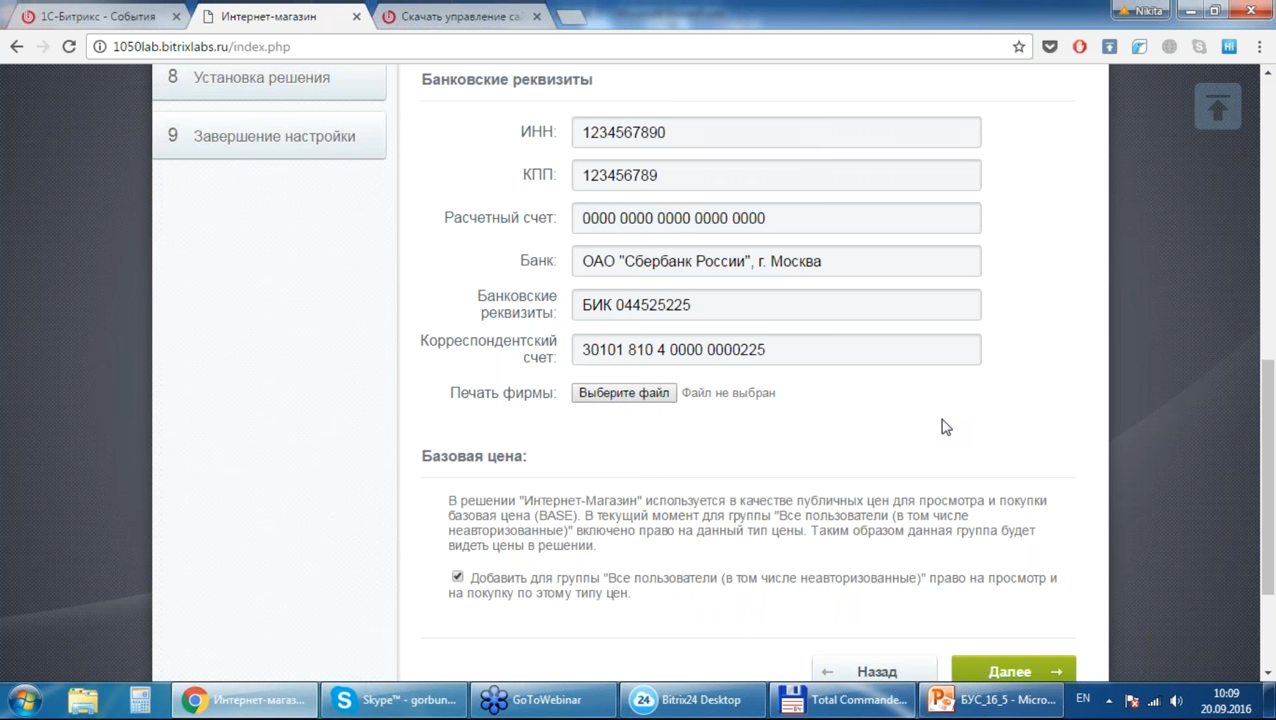 1С-Битрикс - События
Интернет-магазин
Скачать управление сай
Nikita
1050lab.bitrixlabs.ru/index.php
8 Установка решения
9 Завершение настройки
Банковские реквизиты
ИНН: 1234567890
КПП: 123456789
Расчетный счет: 0000 0000 0000 0000 0000
Банк: ОАО "Сбербанк России", г. Москва
Банковские
реквизиты: БИК 044525225
Корреспондентский
счет: 30101 810 4 0000 0000225
Печать фирмы: Выберите файл Файл не выбран
Базовая цена:
В решении "Интернет-Магазин" используется в качестве публичных цен для просмотра и покупки
базовая цена (BASE). В текущий момент для группы "Все пользователи (в том числе
неавторизованные)" включено право на данный тип цены. Таким образом данная группа будет
видеть цены в решении.
Добавить для группы "Все пользователи (в том числе неавторизованные)" право на просмотр и
на покупку по этому типу цен.
← Назад
Далее →
Интернет-магаз...
Skype™ - gorbun...
GoToWebinar
24 Bitrix24 Desktop
Total Commande...
БУС_16_5 - Micro...
EN
10:09
20.09.2016